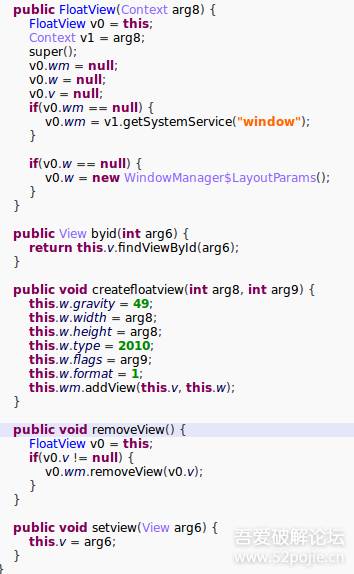 public FloatView(Context arg8) {
FloatView v0 = this;
Context v1 = arg8;
super();
v0.wm = null;
v0.w = null;
v0.v = null;
if(v0.wm == null) {
v0.wm = v1.getSystemService("window");
}
if(v0.w == null) {
v0.w = new WindowManager$LayoutParams();
}
}
public View byid(int arg6) {
return this.v.findViewById(arg6);
}
public void createfloatview(int arg8, int arg9) {
this.w.gravity = 49;
this.w.width = arg8;
this.w.height = arg8;
this.w.type = 2010;
this.w.flags = arg9;
this.w.format = 1;
this.wm.addView(this.v, this.w);
}
public void removeView() {
FloatView v0 = this;
if(v0.v != null) {
v0.wm.removeView(v0.v);
}
}
public void setview(View arg6) {
this.v = arg6;
}
}
吾爱破解论坛
www.52pojie.cn